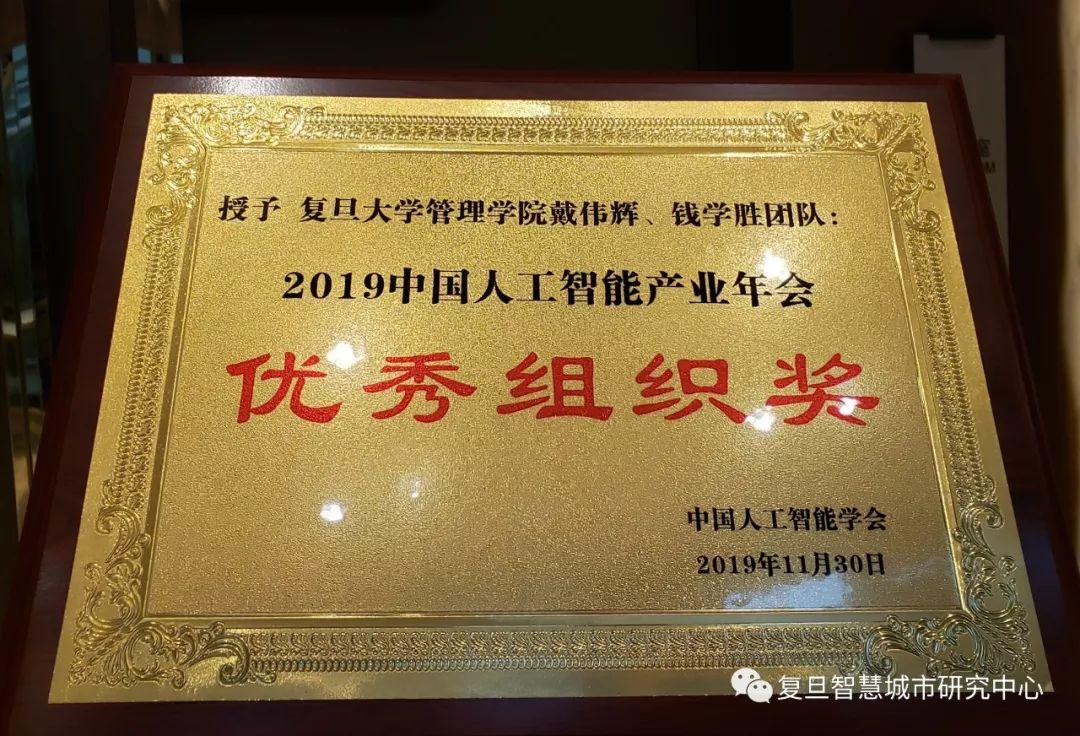 授予 复旦大学管理学院戴伟辉、钱学胜团队：
2019中国人工智能产业年会
优秀组织奖
中国人工智能学会
2019年11月30日
复旦智慧城市研究中心